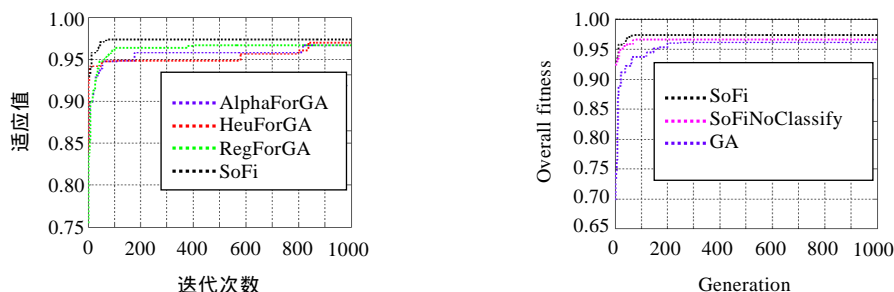 1.00
0.95
0.90
0.85
0.80
0.75
适应值
AlphaForGA
HeuForGA
RegForGA
SoFi
0 200 400 600 800 1000
迭代次数
1.00
0.95
0.90
0.85
0.80
0.75
0.70
0.65
Overall fitness
SoFi
SoFiNoClassify
GA
0 200 400 600 800 1000
Generation